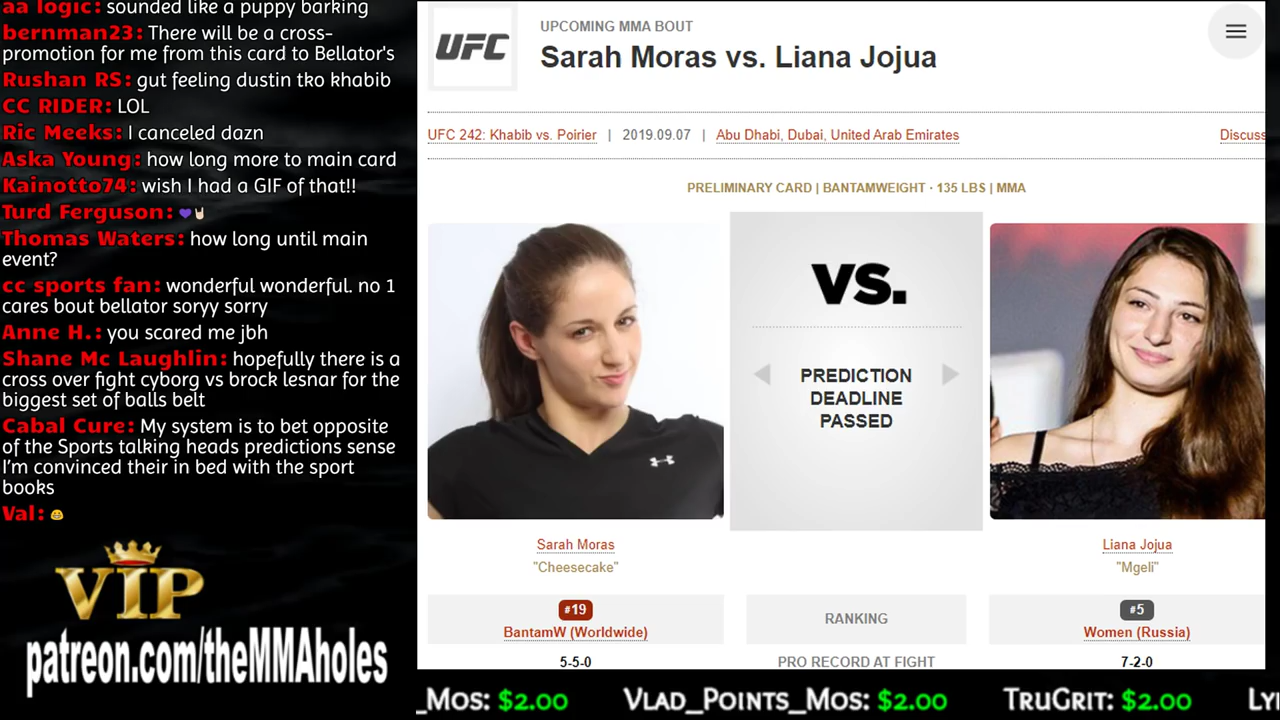 aa logic: sounded like a puppy barking
bernman23: There will be a cross-
promotion for me from this card to Bellator's
Rushan RS: gut feeling dustin tko khabib
CC RIDER: LOL
Ric Meeks: I canceled dazn
Aska Young: how long more to main card
Kainotto74: wish I had a GIF of that!!
Turd Ferguson: 💜🤘🏻
Thomas Waters: how long until main
event?
cc sports fan: wonderful wonderful. no 1
cares bout bellator soryy sorry
Anne H.: you scared me jbh
Shane Mc Laughlin: hopefully there is a
cross over fight cyborg vs brock lesnar for the
biggest set of balls belt
Cabal Cure: My system is to bet opposite
of the Sports talking heads predictions sense
I'm convinced their in bed with the sport
books
Val:
VIP
patreon.com/theMMAholes
UFC
UPCOMING MMA BOUT
Sarah Moras vs. Liana Jojua
UFC 242: Khabib vs. Poirier | 2019.09.07 | Abu Dhabi, Dubai, United Arab Emirates
Discuss
PRELIMINARY CARD | BANTAMWEIGHT · 135 LBS | MMA
VS.
PREDICTION
DEADLINE
PASSED
Sarah Moras
"Cheesecake"
Liana Jojua
"Mgeli"
#19
BantamW (Worldwide)
RANKING
#5
Women (Russia)
5-5-0
PRO RECORD AT FIGHT
7-2-0
_Mos: $2.00 Vlad_Points_Mos: $2.00 TruGrit: $2.00 Ly